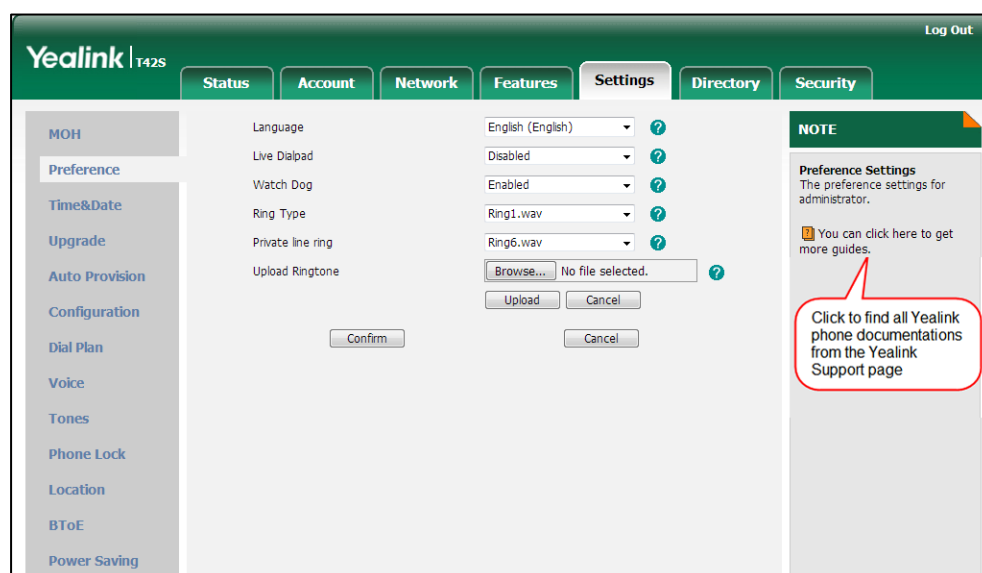 Log Out
Yealink T42S
Status Account Network Features Settings Directory Security
MOH
Preference
Time&Date
Upgrade
Auto Provision
Configuration
Dial Plan
Voice
Tones
Phone Lock
Location
BToE
Power Saving
Language English (English) ?
Live Dialpad Disabled ?
Watch Dog Enabled ?
Ring Type Ring1.wav ?
Private line ring Ring6.wav ?
Upload Ringtone Browse... No file selected. ?
Upload Cancel
Confirm Cancel
NOTE
Preference Settings
The preference settings for
administrator.
? You can click here to get
more guides.
Click to find all Yealink
phone documentations
from the Yealink
Support page